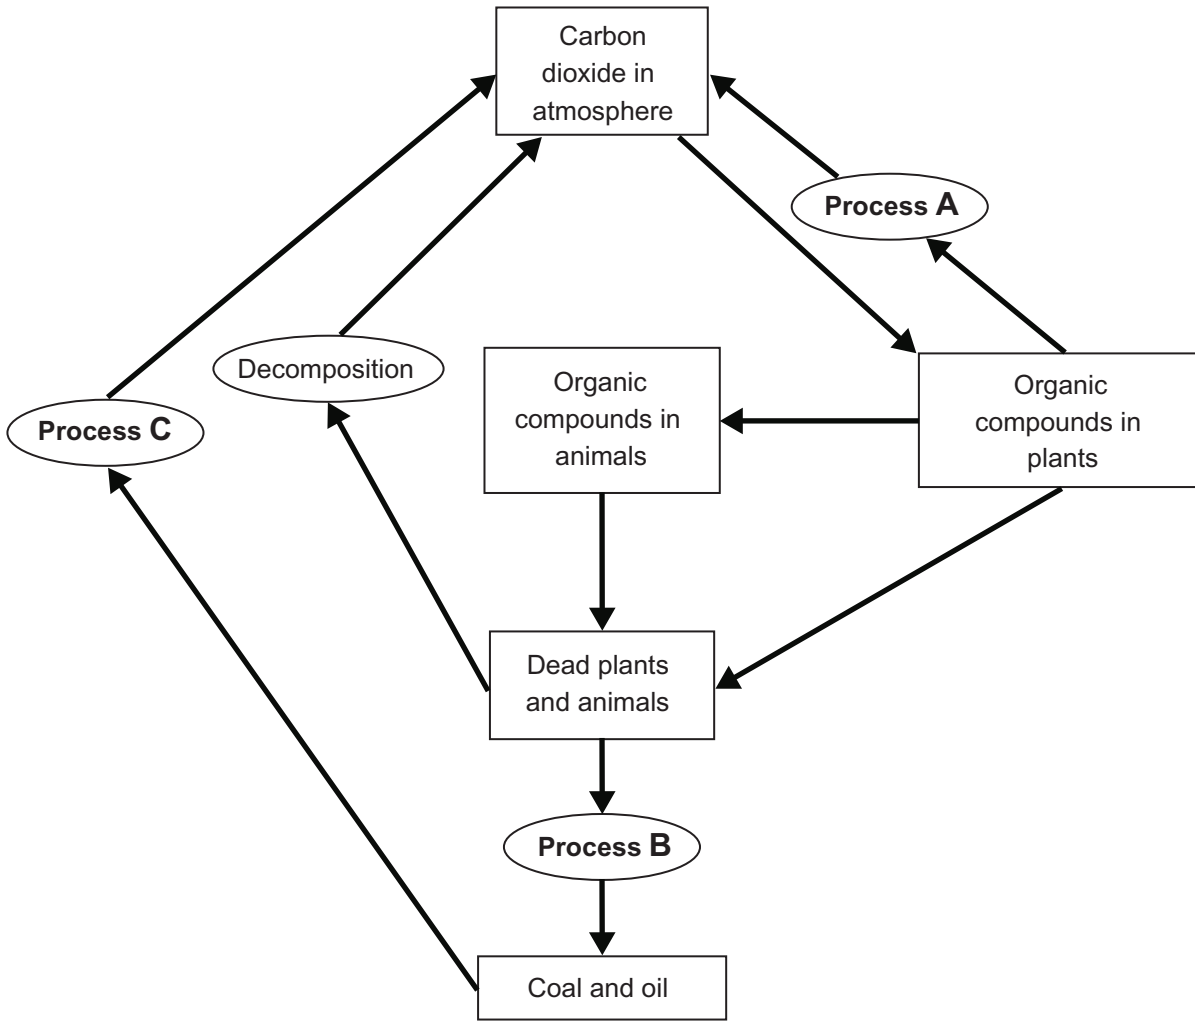 Carbon
dioxide in
atmosphere
Process A
Decomposition
Organic
compounds in
animals
Organic
compounds in
plants
Process C
Dead plants
and animals
Process B
Coal and oil